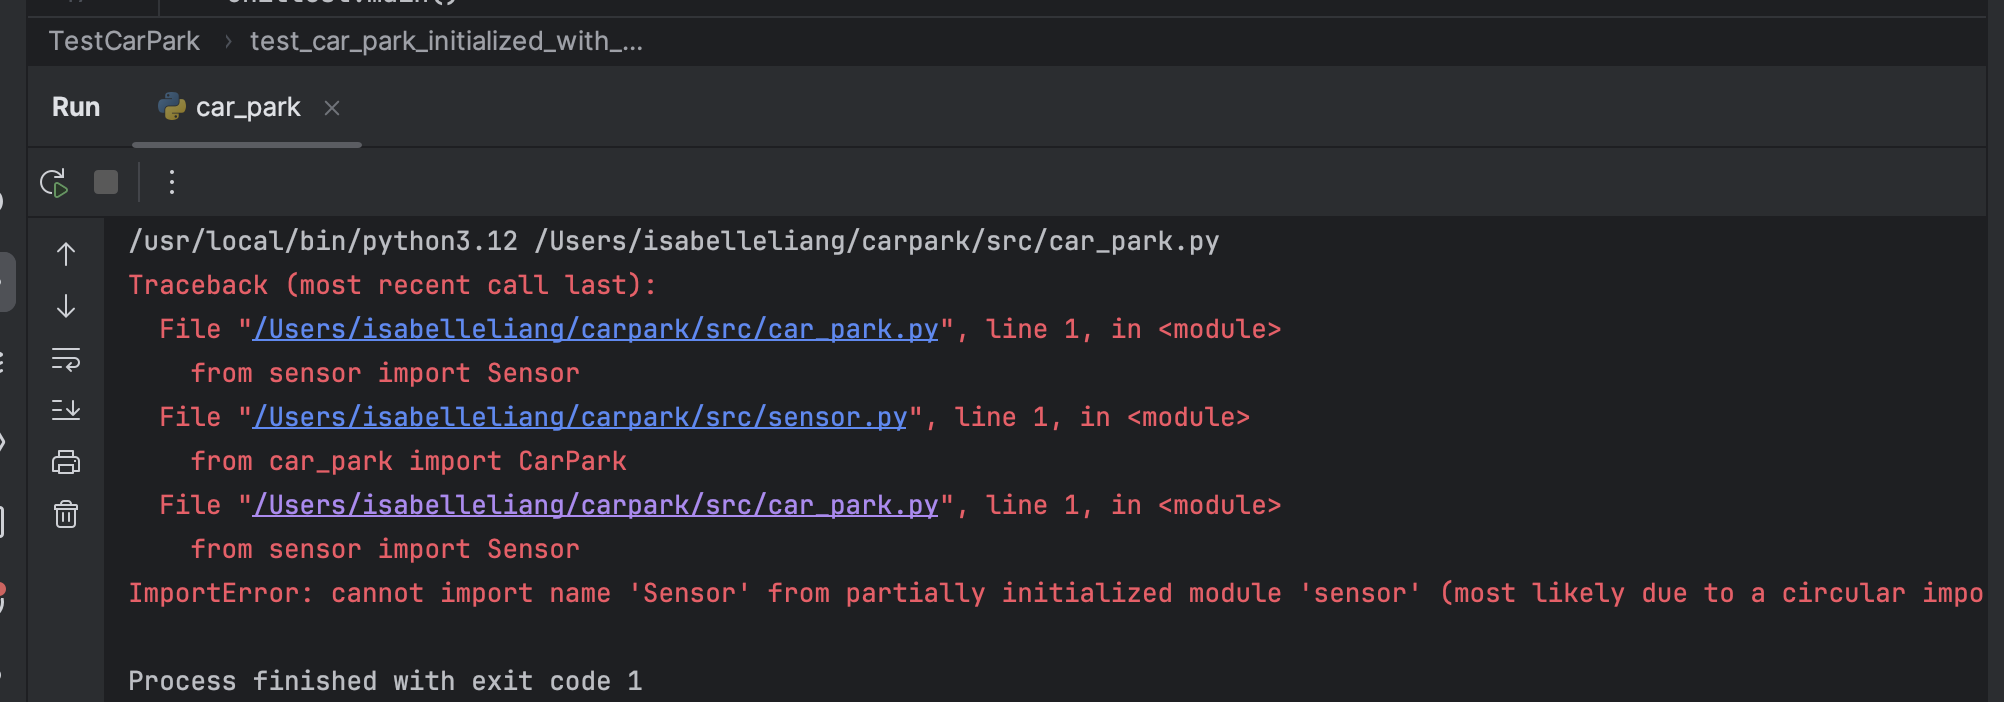 TestCarPark › test_car_park_initialized_with_...
Run car_park ×
/usr/local/bin/python3.12 /Users/isabelleliang/carpark/src/car_park.py
Traceback (most recent call last):
  File "/Users/isabelleliang/carpark/src/car_park.py", line 1, in <module>
    from sensor import Sensor
  File "/Users/isabelleliang/carpark/src/sensor.py", line 1, in <module>
    from car_park import CarPark
  File "/Users/isabelleliang/carpark/src/car_park.py", line 1, in <module>
    from sensor import Sensor
ImportError: cannot import name 'Sensor' from partially initialized module 'sensor' (most likely due to a circular impo
Process finished with exit code 1